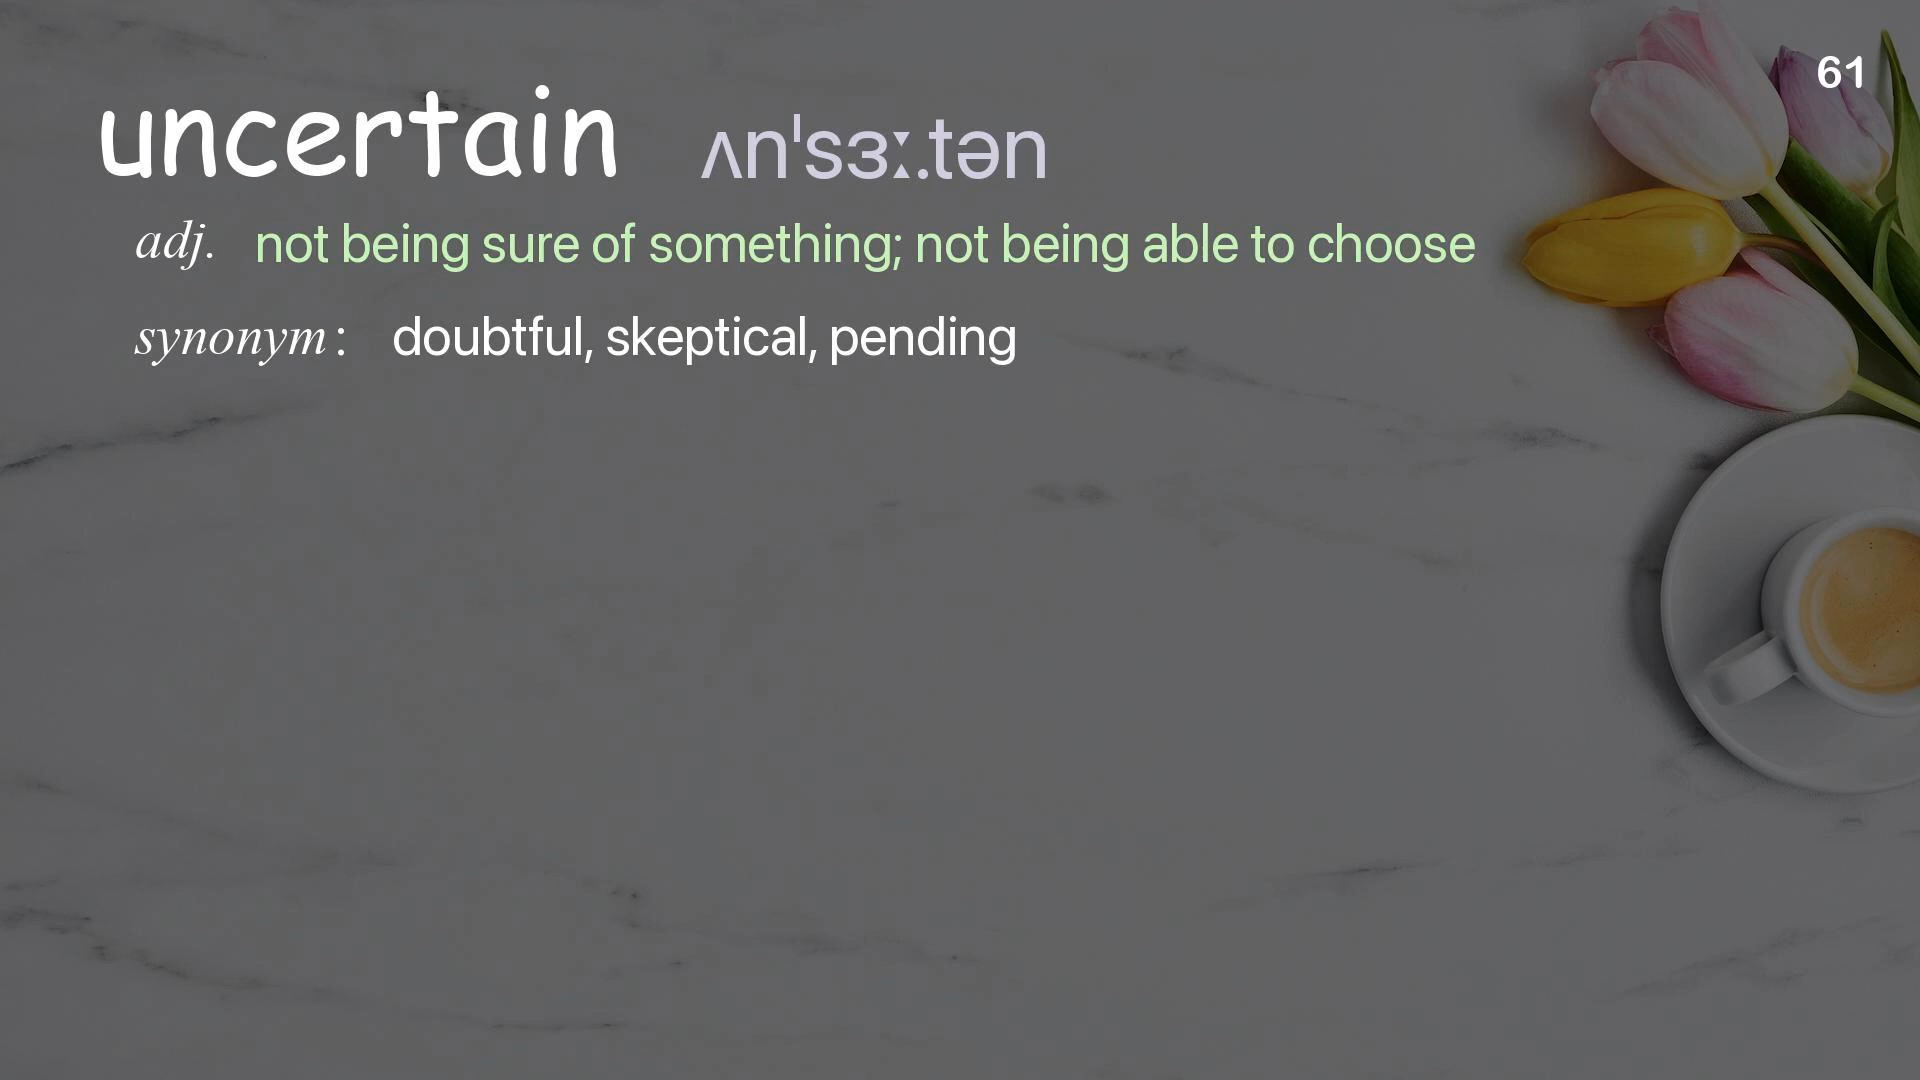 61
uncertain ʌnˈsɜː.tən
adj. not being sure of something; not being able to choose
synonym: doubtful, skeptical, pending